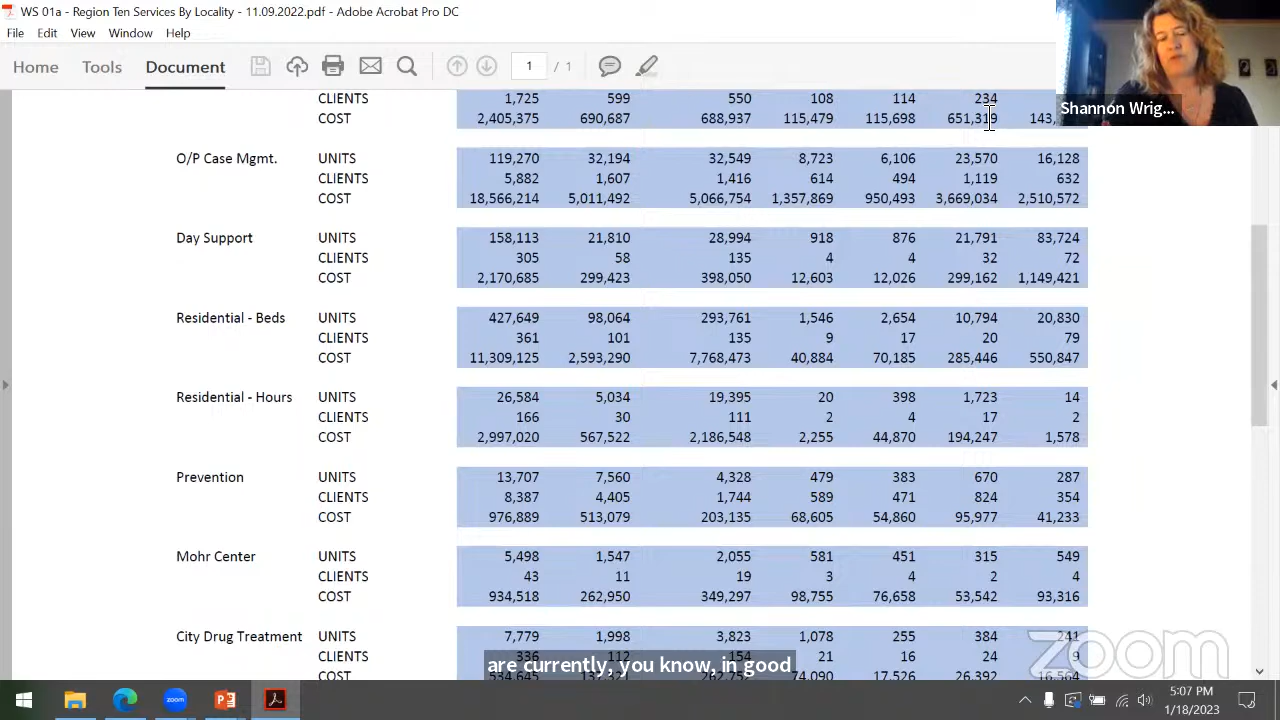 WS 01a - Region Ten Services By Locality - 11.09.2022.pdf - Adobe Acrobat Pro DC
File Edit View Window Help
Home Tools Document 1 / 1
CLIENTS 1,725 599 550 108 114 234
COST 2,405,375 690,687 688,937 115,479 115,698 651,319 143,
Shannon Wrig...
O/P Case Mgmt. UNITS 119,270 32,194 32,549 8,723 6,106 23,570 16,128
CLIENTS 5,882 1,607 1,416 614 494 1,119 632
COST 18,566,214 5,011,492 5,066,754 1,357,869 950,493 3,669,034 2,510,572
Day Support UNITS 158,113 21,810 28,994 918 876 21,791 83,724
CLIENTS 305 58 135 4 4 32 72
COST 2,170,685 299,423 398,050 12,603 12,026 299,162 1,149,421
Residential - Beds UNITS 427,649 98,064 293,761 1,546 2,654 10,794 20,830
CLIENTS 361 101 135 9 17 20 79
COST 11,309,125 2,593,290 7,768,473 40,884 70,185 285,446 550,847
Residential - Hours UNITS 26,584 5,034 19,395 20 398 1,723 14
CLIENTS 166 30 111 2 4 17 2
COST 2,997,020 567,522 2,186,548 2,255 44,870 194,247 1,578
Prevention UNITS 13,707 7,560 4,328 479 383 670 287
CLIENTS 8,387 4,405 1,744 589 471 824 354
COST 976,889 513,079 203,135 68,605 54,860 95,977 41,233
Mohr Center UNITS 5,498 1,547 2,055 581 451 315 549
CLIENTS 43 11 19 3 4 2 4
COST 934,518 262,950 349,297 98,755 76,658 53,542 93,316
City Drug Treatment UNITS 7,779 1,998 3,823 1,078 255 384 241
CLIENTS 336 112 154 21 16 24 9
are currently, you know, in good
COST 74,090 17,526 26,392 16,564
zoom
zoom
5:07 PM
1/18/2023